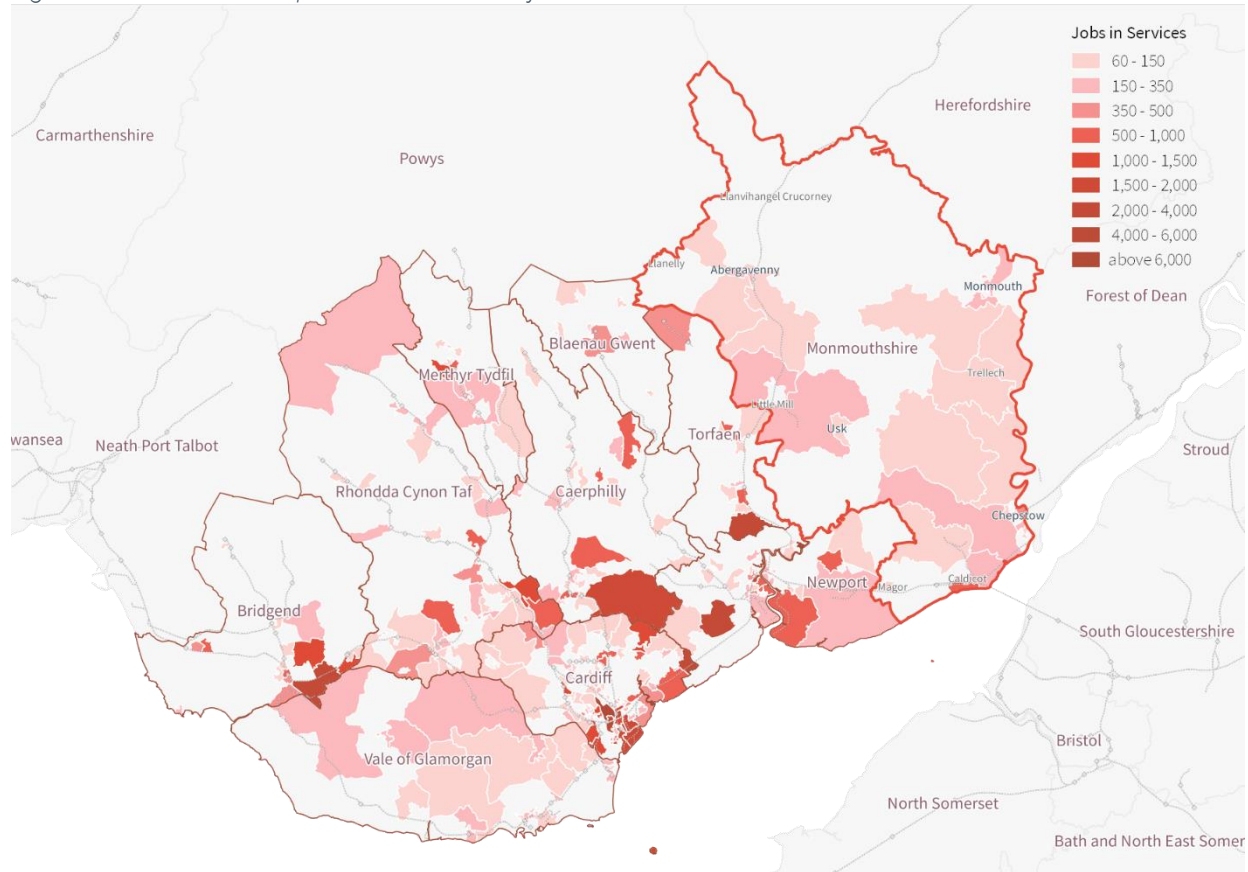 Jobs in Services
60 - 150
150 - 350
350 - 500
500 - 1,000
1,000 - 1,500
1,500 - 2,000
2,000 - 4,000
4,000 - 6,000
above 6,000
Herefordshire
Carmarthenshire
Powys
Llanvihangel Crucorney
Llanelly
Abergavenny
Monmouth
Forest of Dean
Blaenau Gwent
Monmouthshire
Merthyr Tydfil
Trellech
Little Mill
Usk
Torfaen
wansea
Neath Port Talbot
Stroud
Rhondda Cynon Taf
Caerphilly
Chepstow
Newport
Magor
Caldicot
Bridgend
South Gloucestershire
Cardiff
Bristol
Vale of Glamorgan
North Somerset
Bath and North East Somer